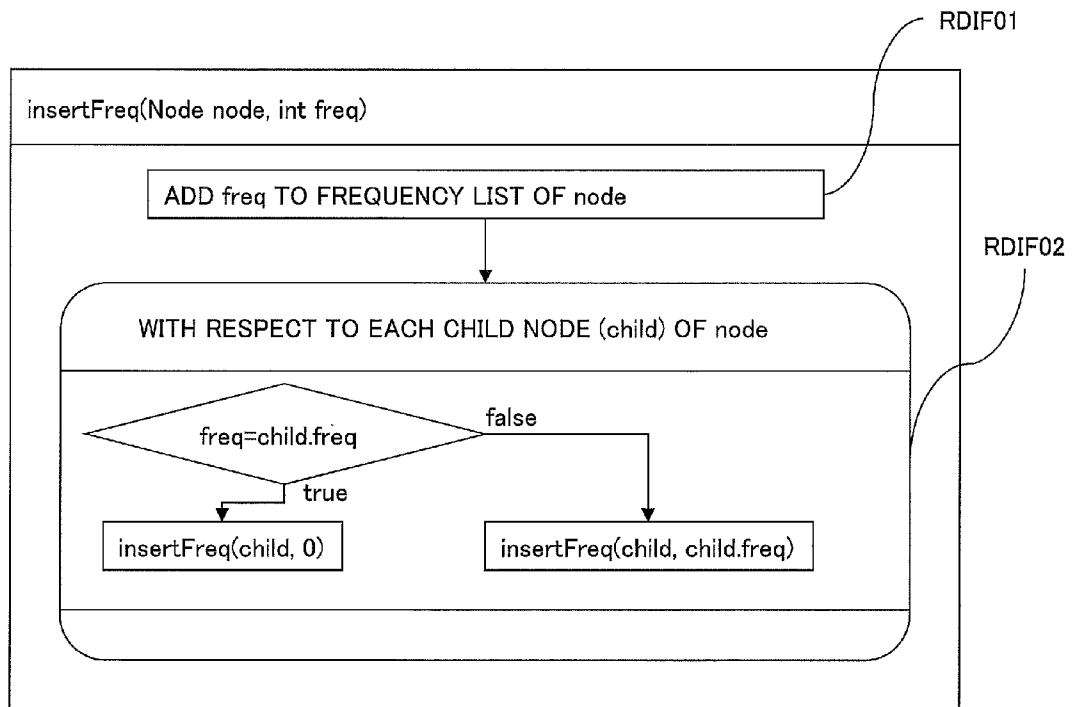 RDIF01
insertFreq(Node node, int freq)
ADD freq TO FREQUENCY LIST OF node
RDIF02
WITH RESPECT TO EACH CHILD NODE (child) OF node
freq=child.freq
false
true
insertFreq(child, 0)
insertFreq(child, child.freq)